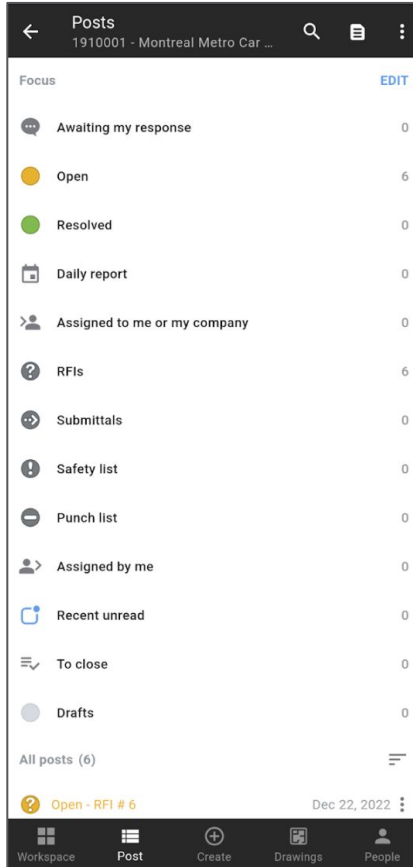 Posts
1910001 - Montreal Metro Car ...
Focus EDIT
Awaiting my response 0
Open 6
Resolved 0
Daily report 0
Assigned to me or my company 0
RFIs 6
Submittals 0
Safety list 0
Punch list 0
Assigned by me 0
Recent unread 0
To close 0
Drafts 0
All posts (6)
Open - RFI # 6 Dec 22, 2022
Workspace Post Create Drawings People